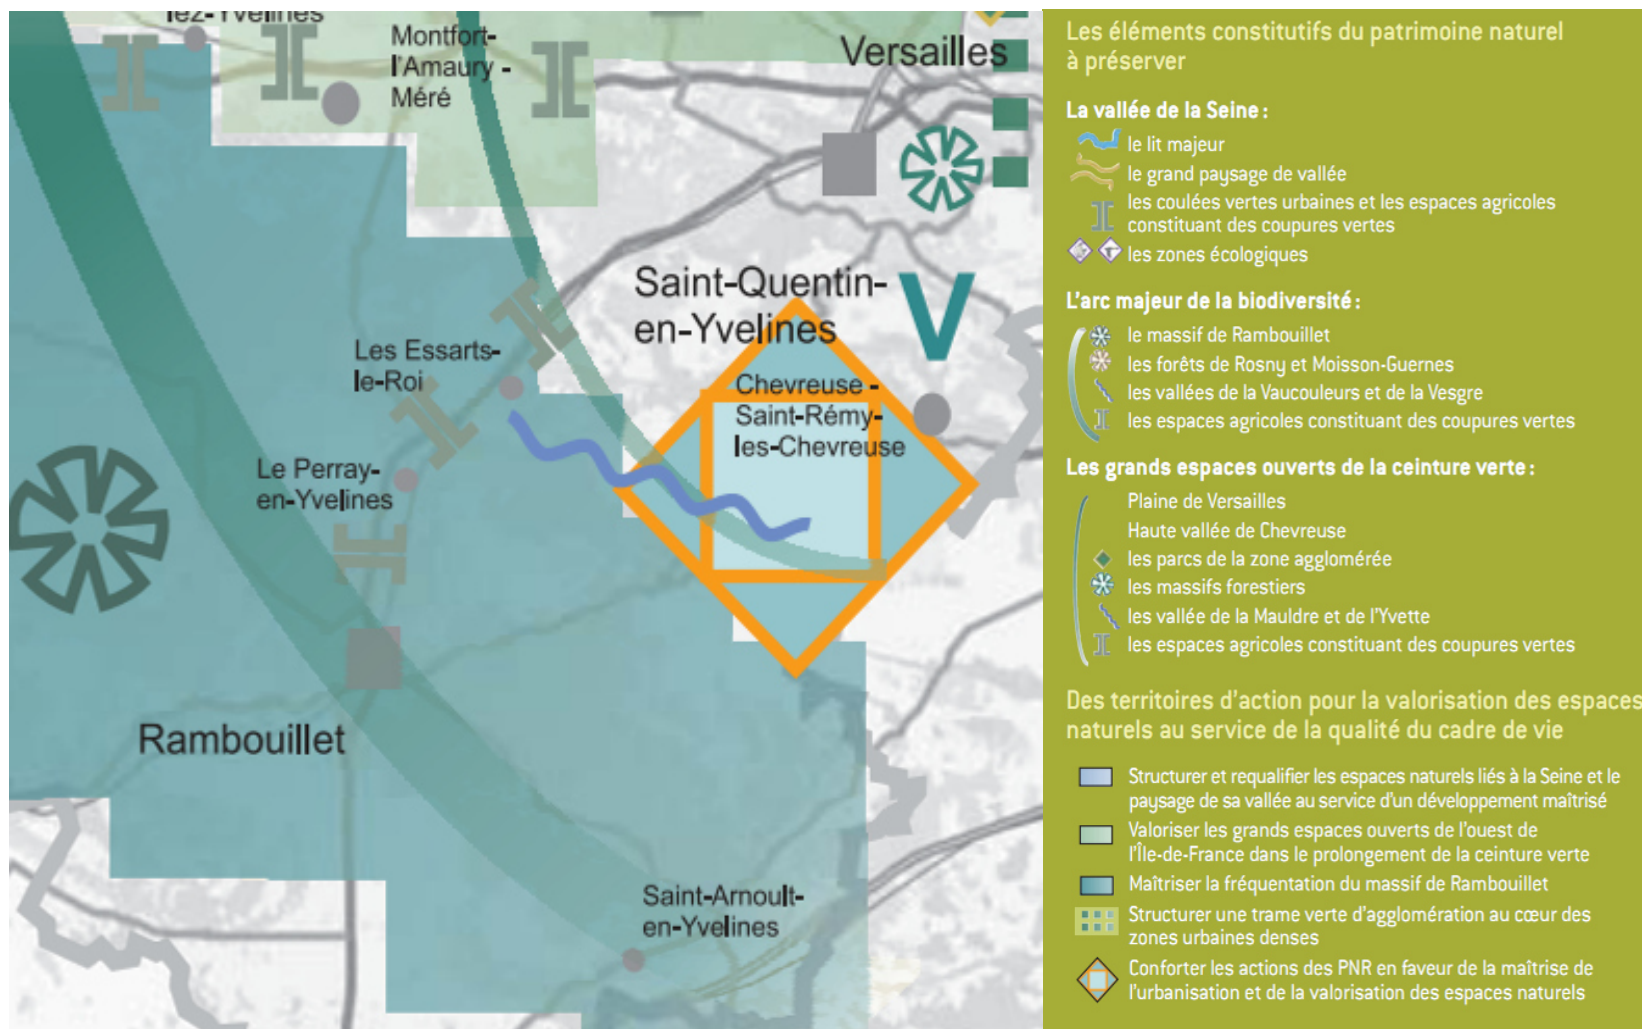 lez-Yvelines
Montfort-
l'Amaury -
Méré
Versailles
Saint-Quentin-
en-Yvelines
V
Les Essarts-
le-Roi
Chevreuse -
Saint-Rémy-
les-Chevreuse
Le Perray-
en-Yvelines
Rambouillet
Saint-Arnoult-
en-Yvelines
Les éléments constitutifs du patrimoine naturel
à préserver
La vallée de la Seine :
le lit majeur
le grand paysage de vallée
les coulées vertes urbaines et les espaces agricoles
constituant des coupures vertes
les zones écologiques
L'arc majeur de la biodiversité :
le massif de Rambouillet
les forêts de Rosny et Moisson-Guernes
les vallées de la Vaucouleurs et de la Vesgre
les espaces agricoles constituant des coupures vertes
Les grands espaces ouverts de la ceinture verte :
Plaine de Versailles
Haute vallée de Chevreuse
les parcs de la zone agglomérée
les massifs forestiers
les vallée de la Mauldre et de l'Yvette
les espaces agricoles constituant des coupures vertes
Des territoires d'action pour la valorisation des espaces
naturels au service de la qualité du cadre de vie
Structurer et requalifier les espaces naturels liés à la Seine et le
paysage de sa vallée au service d'un développement maîtrisé
Valoriser les grands espaces ouverts de l'ouest de
l'Île-de-France dans le prolongement de la ceinture verte
Maîtriser la fréquentation du massif de Rambouillet
Structurer une trame verte d'agglomération au cœur des
zones urbaines denses
Conforter les actions des PNR en faveur de la maîtrise de
l'urbanisation et de la valorisation des espaces naturels